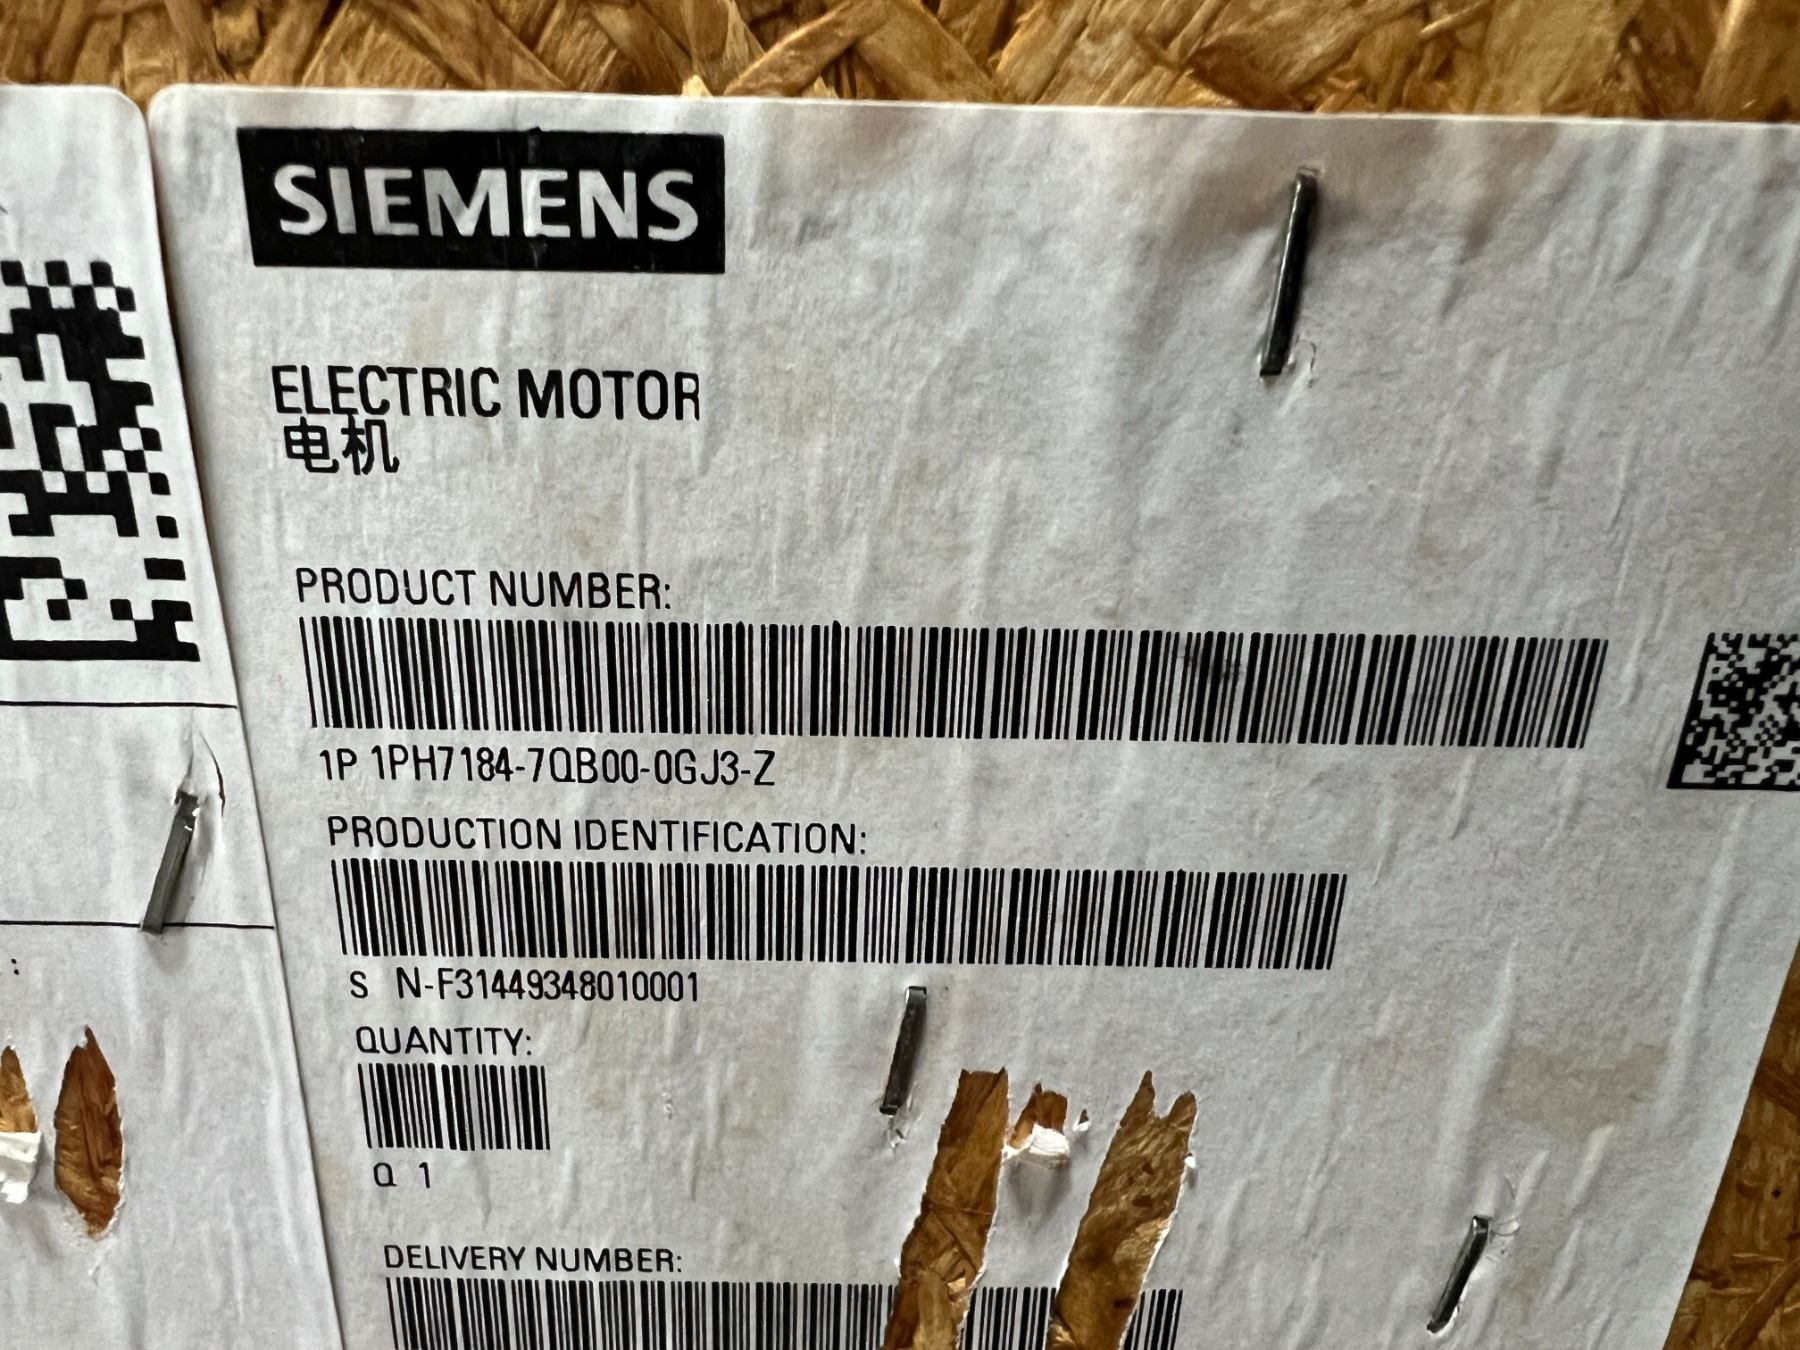 SIEMENS
ELECTRIC MOTOR
电机
PRODUCT NUMBER:
1P 1PH7184-7QB00-0GJ3-Z
PRODUCTION IDENTIFICATION:
S N-F31449348010001
QUANTITY:
Q 1
DELIVERY NUMBER: